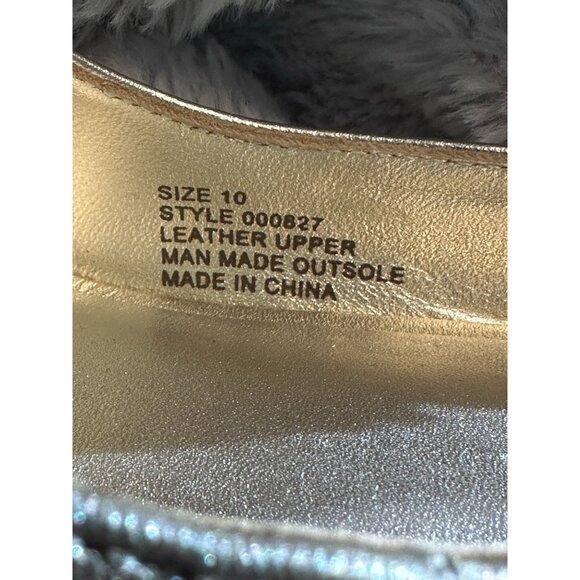 SIZE 10
STYLE 000827
LEATHER UPPER
MAN MADE OUTSOLE
MADE IN CHINA